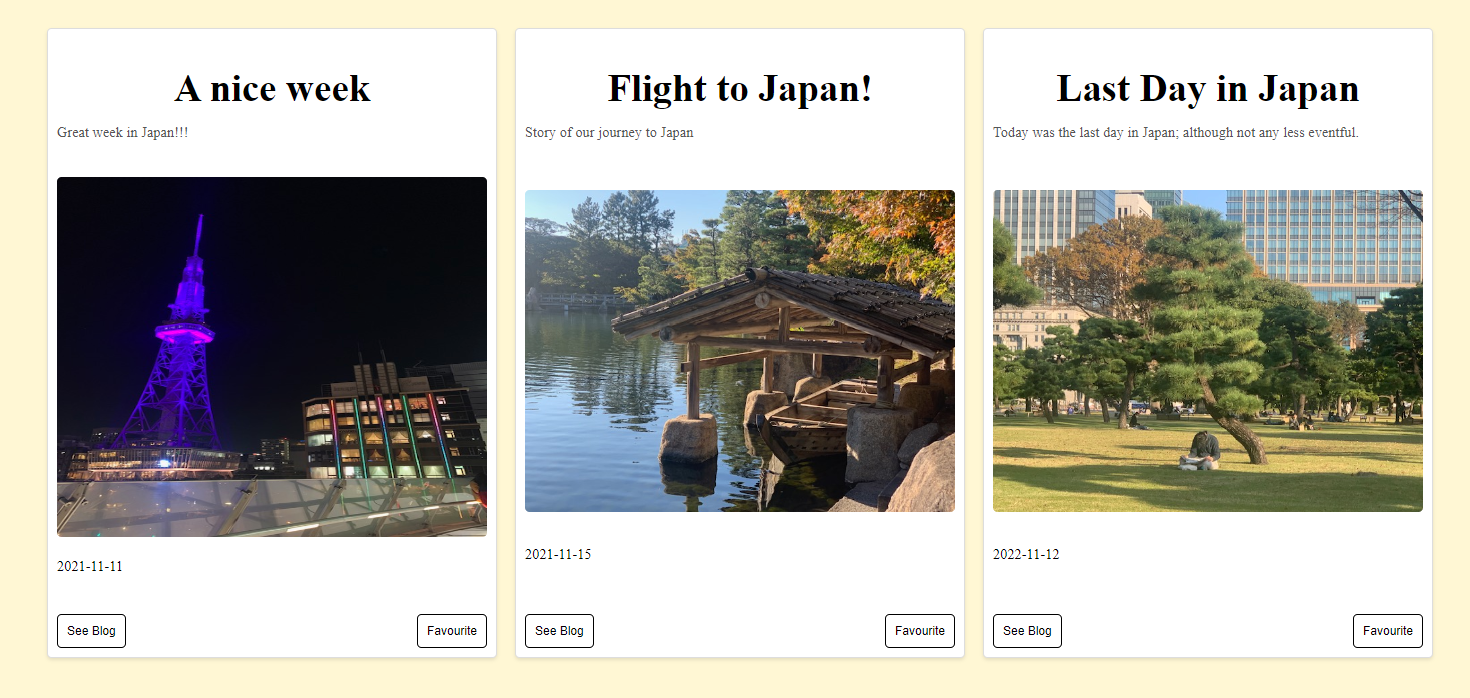 A nice week
Great week in Japan!!!
2021-11-11
See Blog
Favourite
Flight to Japan!
Story of our journey to Japan
2021-11-15
See Blog
Favourite
Last Day in Japan
Today was the last day in Japan; although not any less eventful.
2022-11-12
See Blog
Favourite